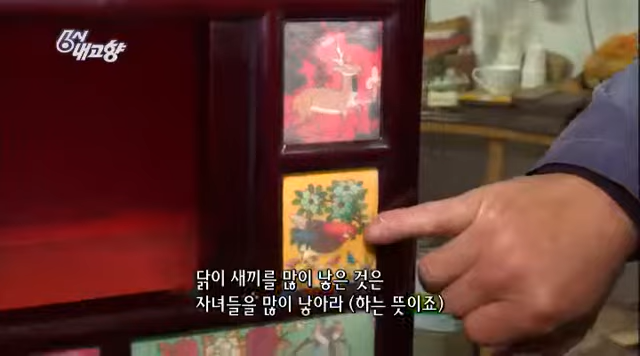 6시
내고향
닭이 새끼를 많이 낳은 것은
자녀들을 많이 낳아라 (하는 뜻이죠)